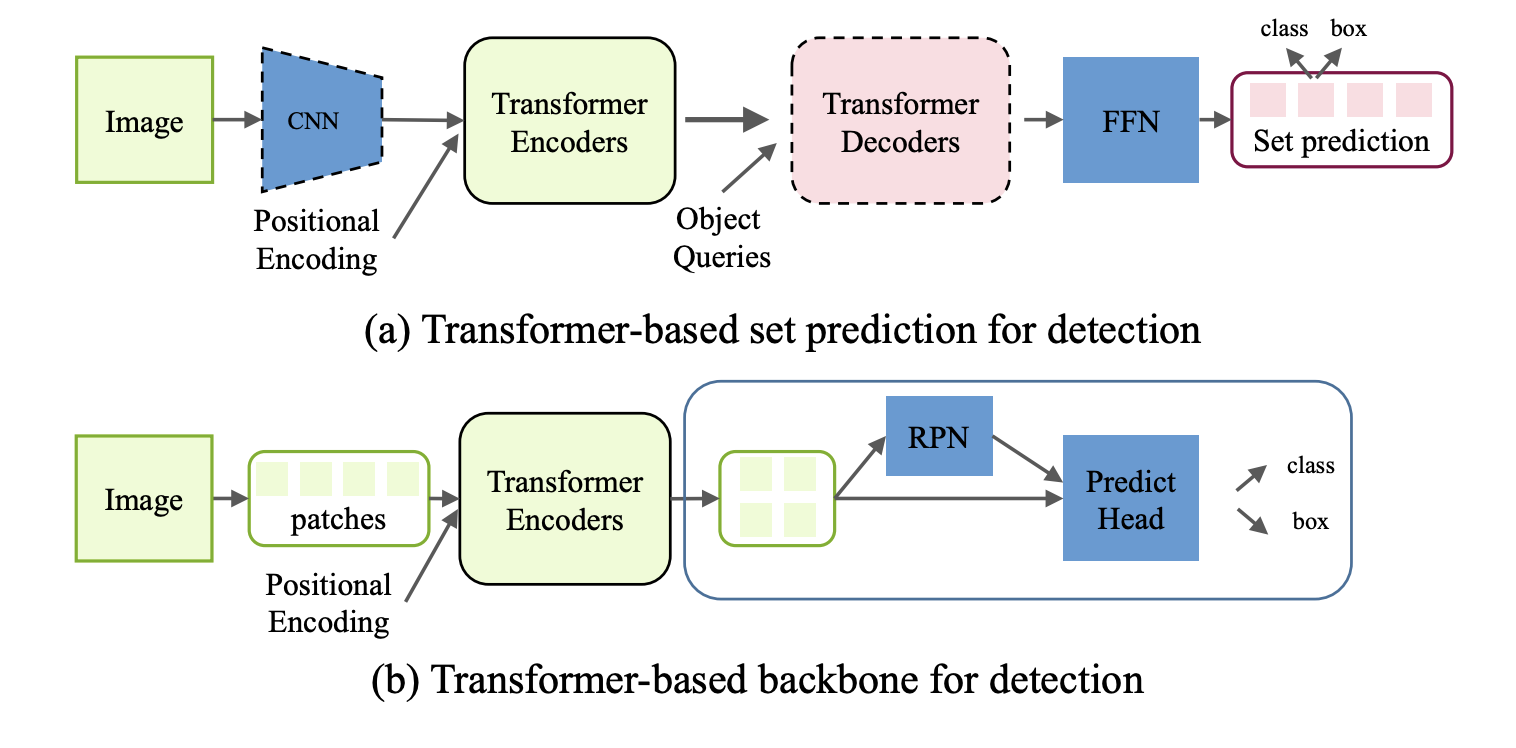 class box
Image
CNN
Transformer
Encoders
Transformer
Decoders
FFN
Set prediction
Positional
Encoding
Object
Queries
(a) Transformer-based set prediction for detection
Image
patches
Transformer
Encoders
RPN
Predict
Head
class
box
Positional
Encoding
(b) Transformer-based backbone for detection